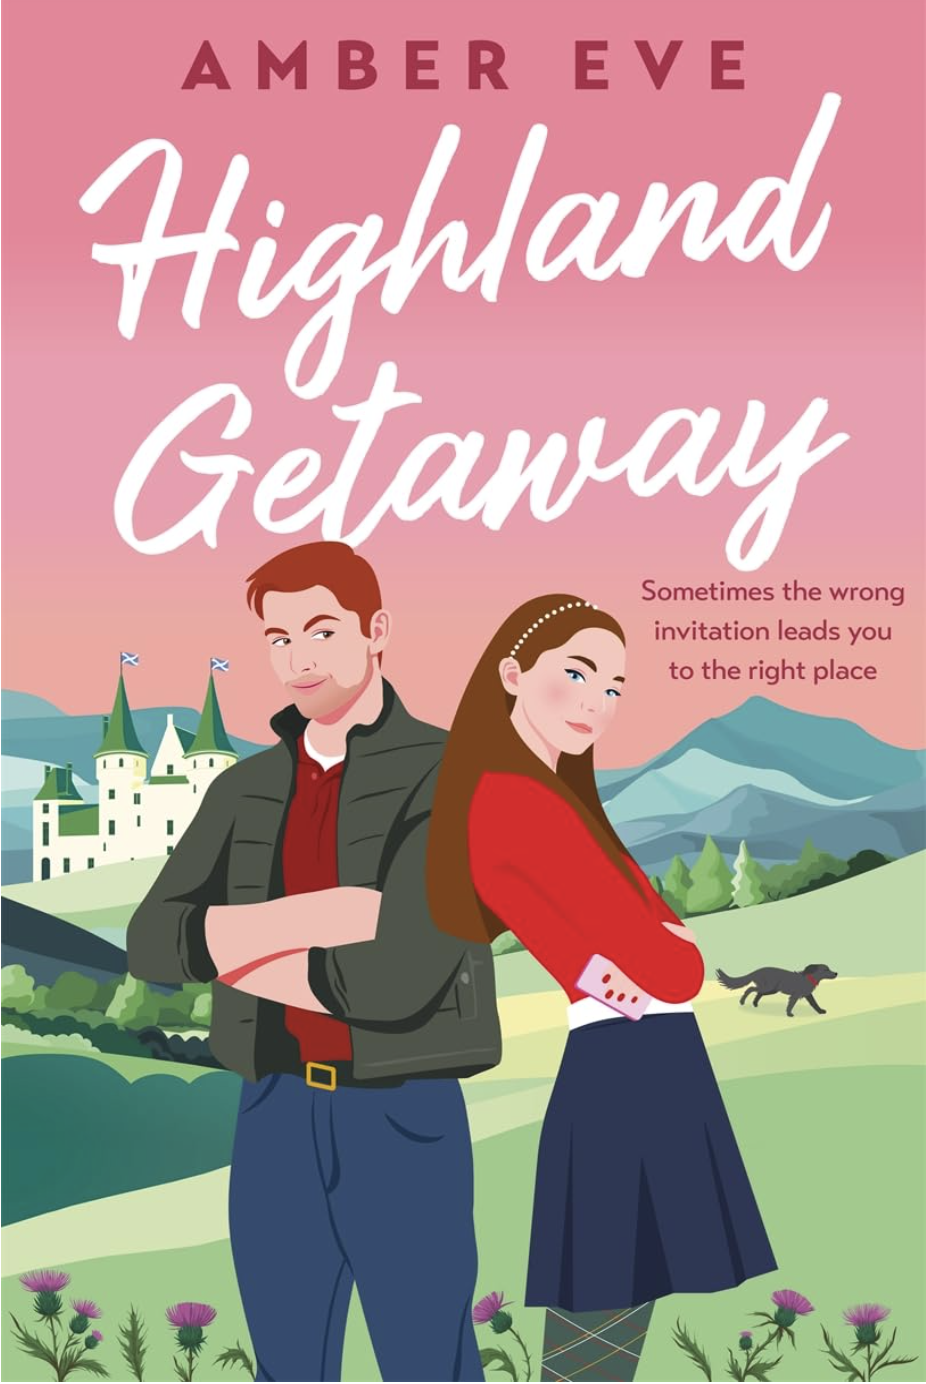 AMBER EVE
Highland
Getaway
Sometimes the wrong
invitation leads you
to the right place